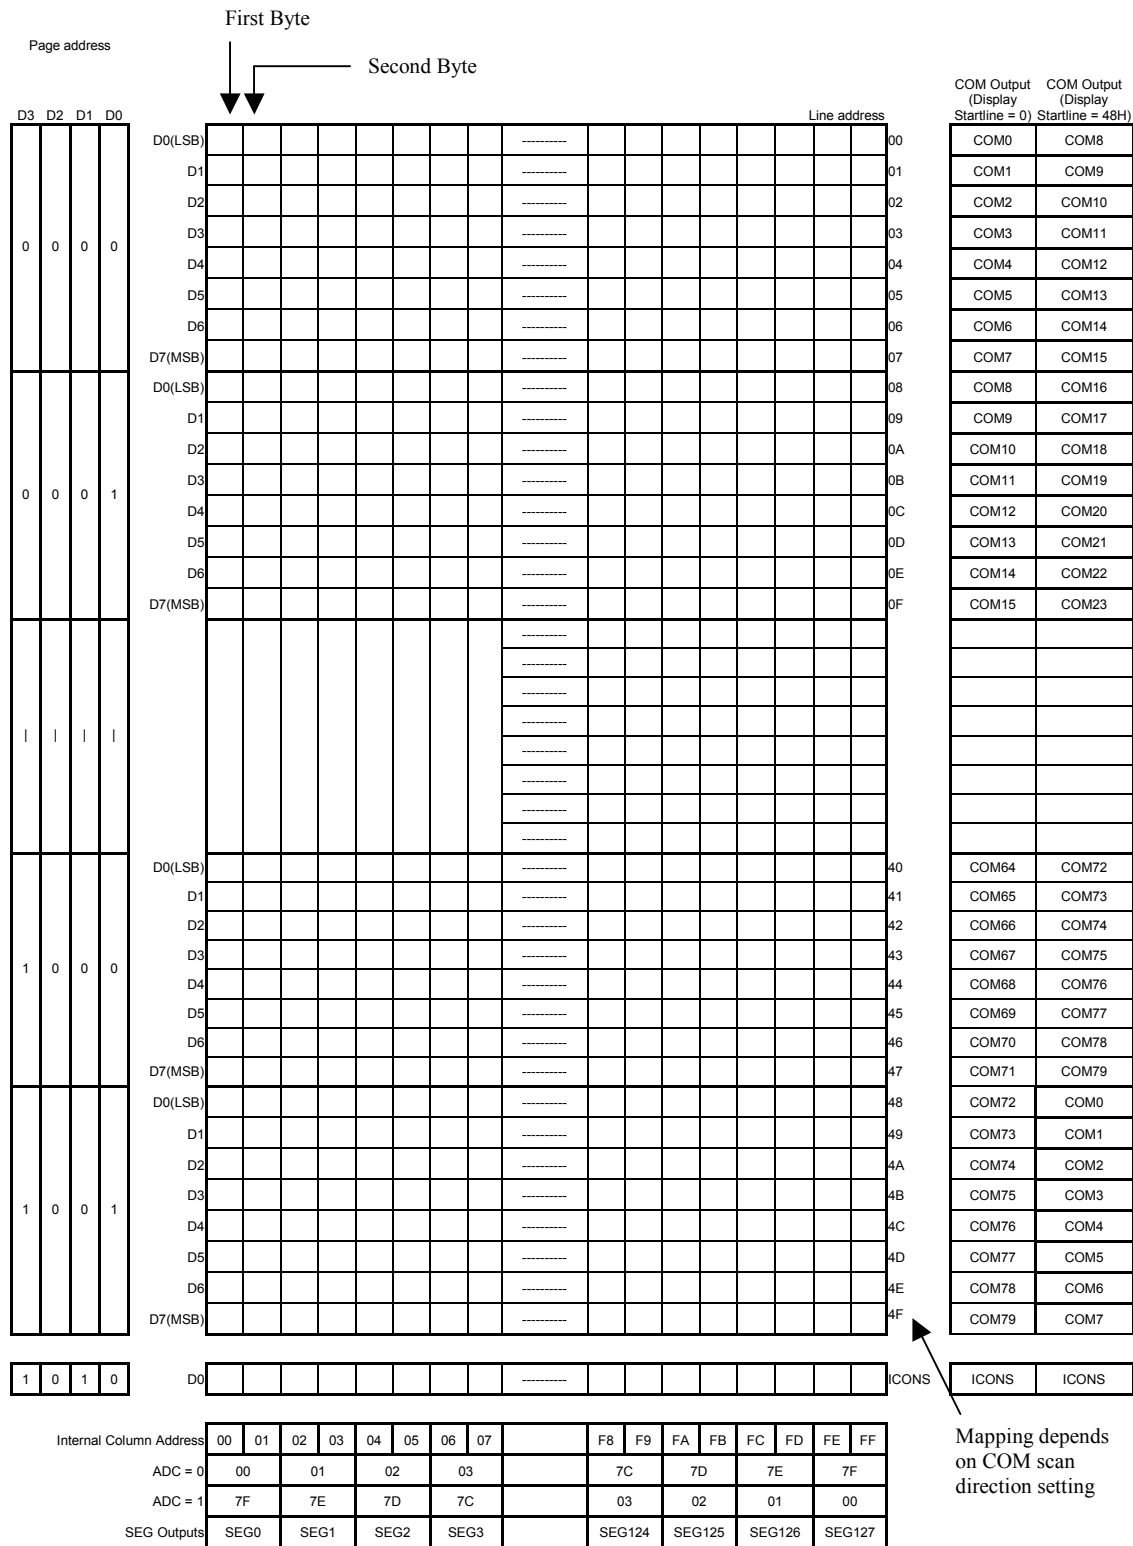 First Byte
Page address
Second Byte
COM Output (Display Startline = 0)
COM Output (Display Startline = 48H)
D3 D2 D1 D0
Line address
D0(LSB) ---------- 00 COM0 COM8
D1 ---------- 01 COM1 COM9
D2 ---------- 02 COM2 COM10
D3 ---------- 03 COM3 COM11
0 0 0 0
D4 ---------- 04 COM4 COM12
D5 ---------- 05 COM5 COM13
D6 ---------- 06 COM6 COM14
D7(MSB) ---------- 07 COM7 COM15
D0(LSB) ---------- 08 COM8 COM16
D1 ---------- 09 COM9 COM17
D2 ---------- 0A COM10 COM18
D3 ---------- 0B COM11 COM19
0 0 0 1
D4 ---------- 0C COM12 COM20
D5 ---------- 0D COM13 COM21
D6 ---------- 0E COM14 COM22
D7(MSB) ---------- 0F COM15 COM23
----------
----------
----------
----------
| | | |
----------
----------
----------
----------
D0(LSB) ---------- 40 COM64 COM72
D1 ---------- 41 COM65 COM73
D2 ---------- 42 COM66 COM74
D3 ---------- 43 COM67 COM75
1 0 0 0
D4 ---------- 44 COM68 COM76
D5 ---------- 45 COM69 COM77
D6 ---------- 46 COM70 COM78
D7(MSB) ---------- 47 COM71 COM79
D0(LSB) ---------- 48 COM72 COM0
D1 ---------- 49 COM73 COM1
D2 ---------- 4A COM74 COM2
D3 ---------- 4B COM75 COM3
1 0 0 1
D4 ---------- 4C COM76 COM4
D5 ---------- 4D COM77 COM5
D6 ---------- 4E COM78 COM6
D7(MSB) ---------- 4F COM79 COM7
1 0 1 0 D0 ---------- ICONS ICONS ICONS
Internal Column Address 00 01 02 03 04 05 06 07 F8 F9 FA FB FC FD FE FF
ADC = 0 00 01 02 03 7C 7D 7E 7F
ADC = 1 7F 7E 7D 7C 03 02 01 00
SEG Outputs SEG0 SEG1 SEG2 SEG3 SEG124 SEG125 SEG126 SEG127
Mapping depends
on COM scan
direction setting